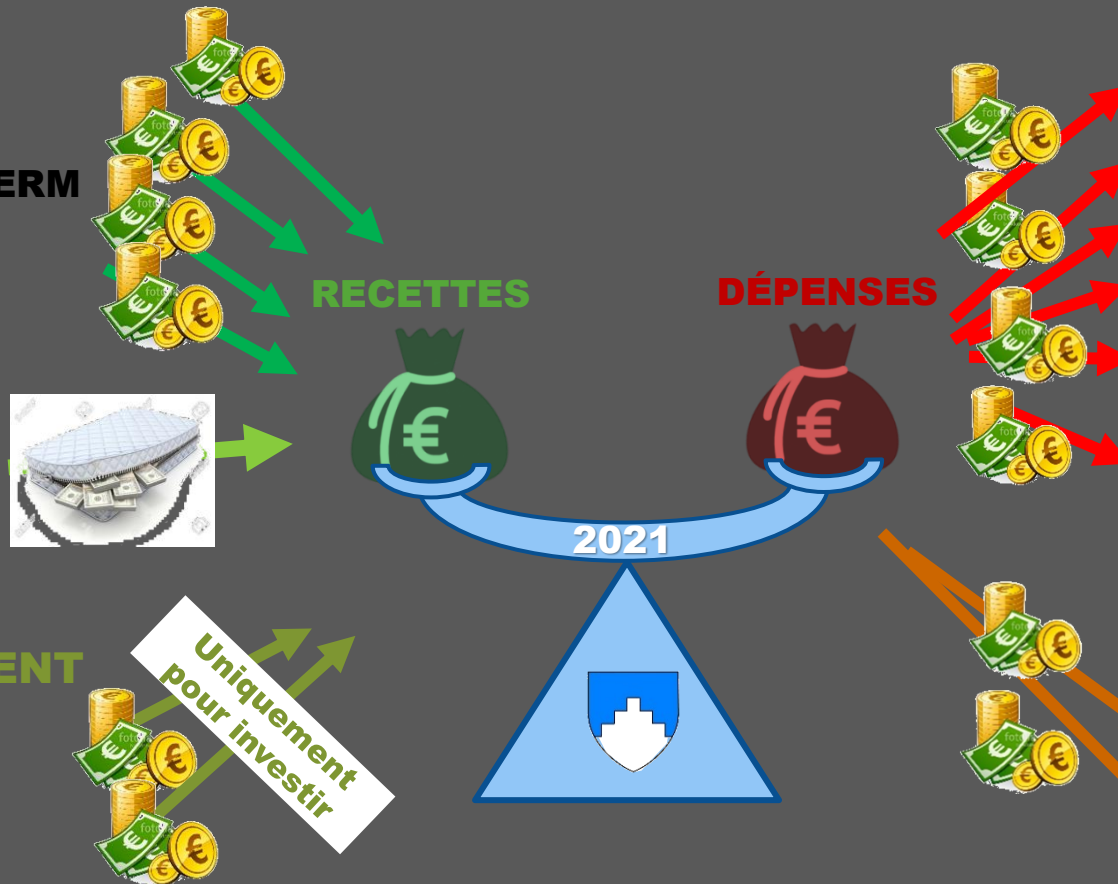 ERM
RECETTES
DÉPENSES
€
€
2021
ENT
Uniquement
pour investir